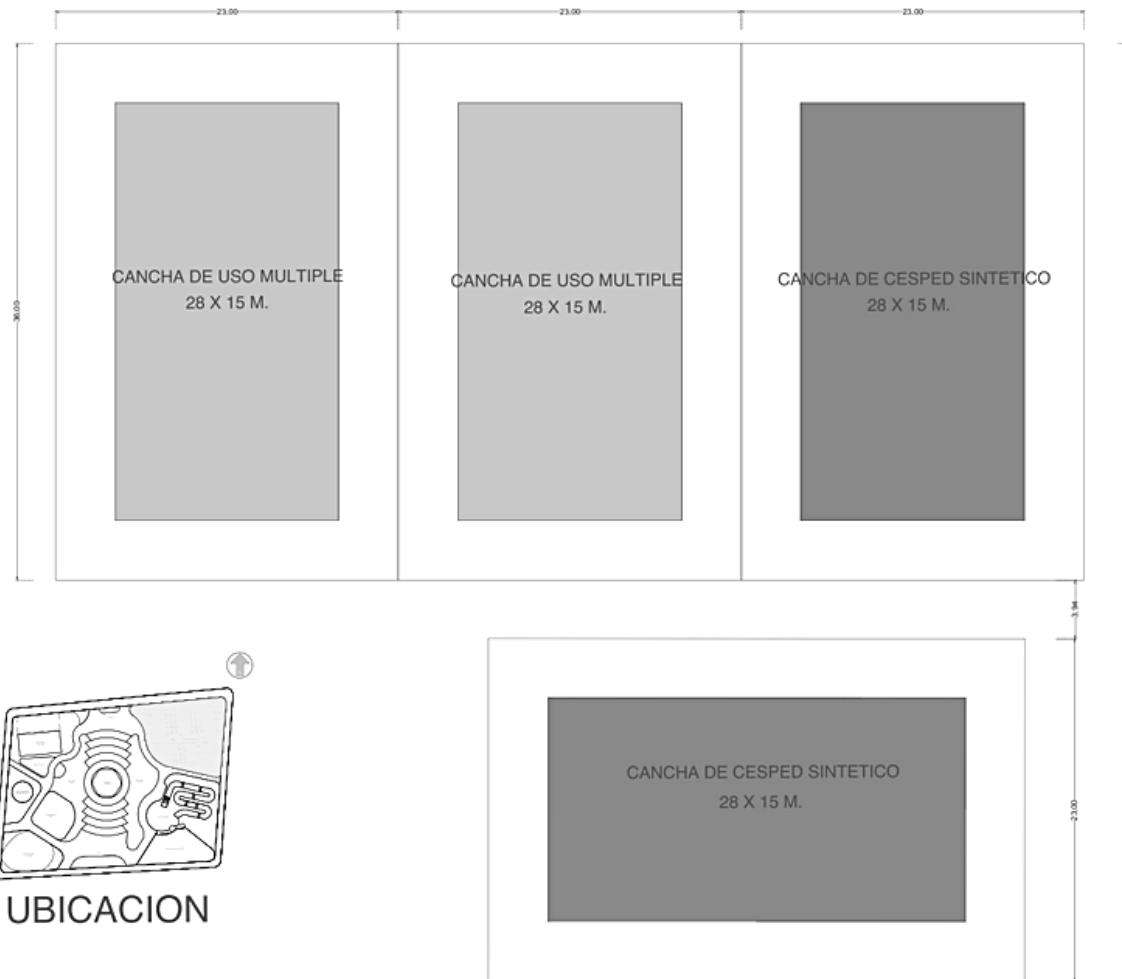 23.00
23.00
23.00
36.00
CANCHA DE USO MULTIPLE
28 X 15 M.
CANCHA DE USO MULTIPLE
28 X 15 M.
CANCHA DE CESPED SINTETICO
28 X 15 M.
3.94
CANCHA DE CESPED SINTETICO
28 X 15 M.
23.00
UBICACION